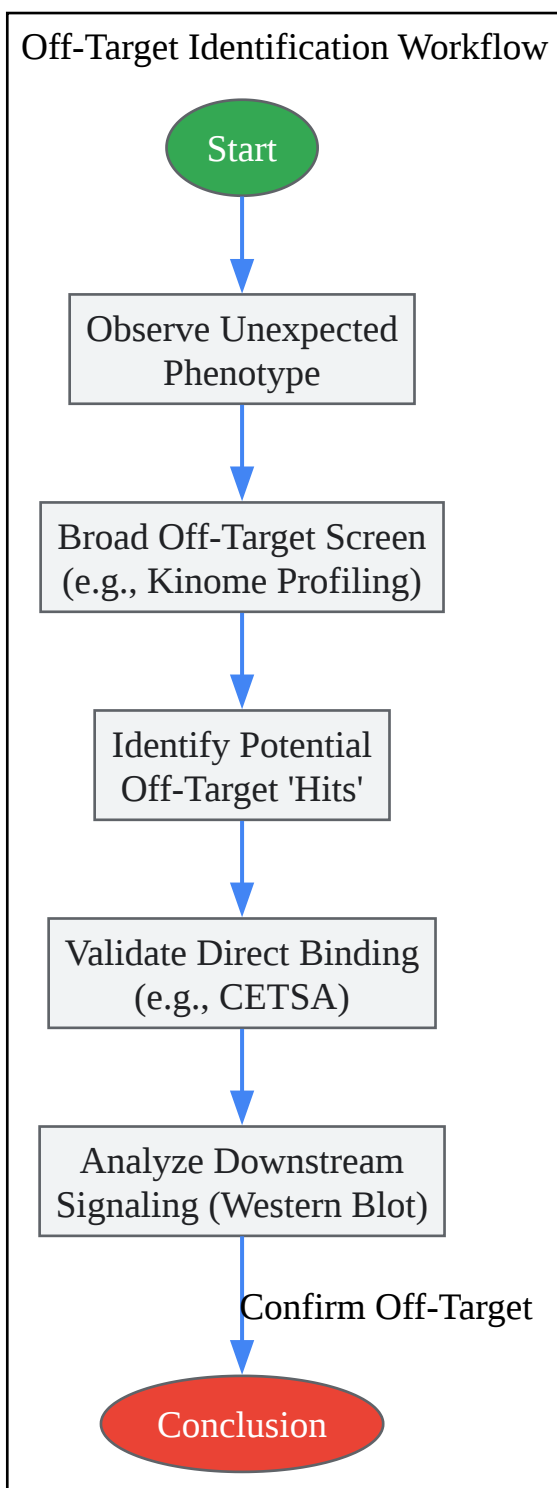 Off-Target Identification Workflow
Start
Observe Unexpected
Phenotype
Broad Off-Target Screen
(e.g., Kinome Profiling)
Identify Potential
Off-Target 'Hits'
Validate Direct Binding
(e.g., CETSA)
Analyze Downstream
Signaling (Western Blot)
Confirm Off-Target
Conclusion